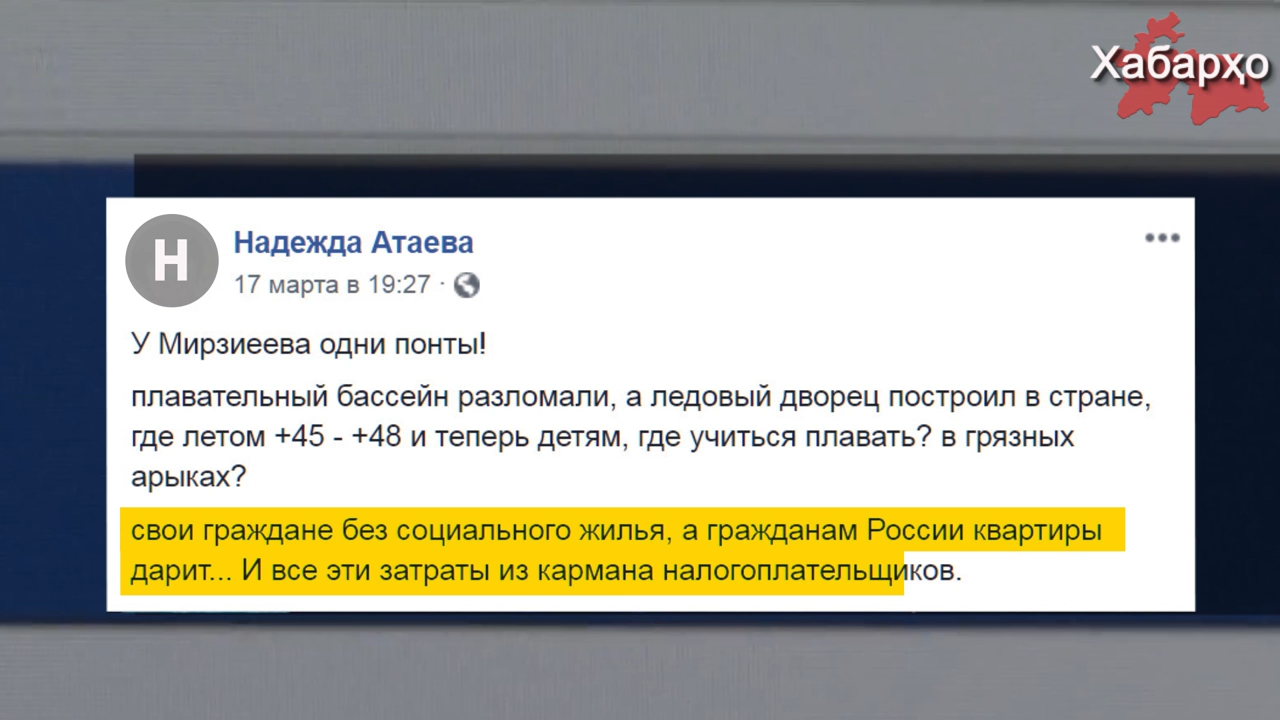 Хабарҳо
Надежда Атаева
17 марта в 19:27 ·
У Мирзиеева одни понты!
плавательный бассейн разломали, а ледовый дворец построил в стране,
где летом +45 - +48 и теперь детям, где учиться плавать? в грязных
арыках?
свои граждане без социального жилья, а гражданам России квартиры
дарит... И все эти затраты из кармана налогоплательщиков.